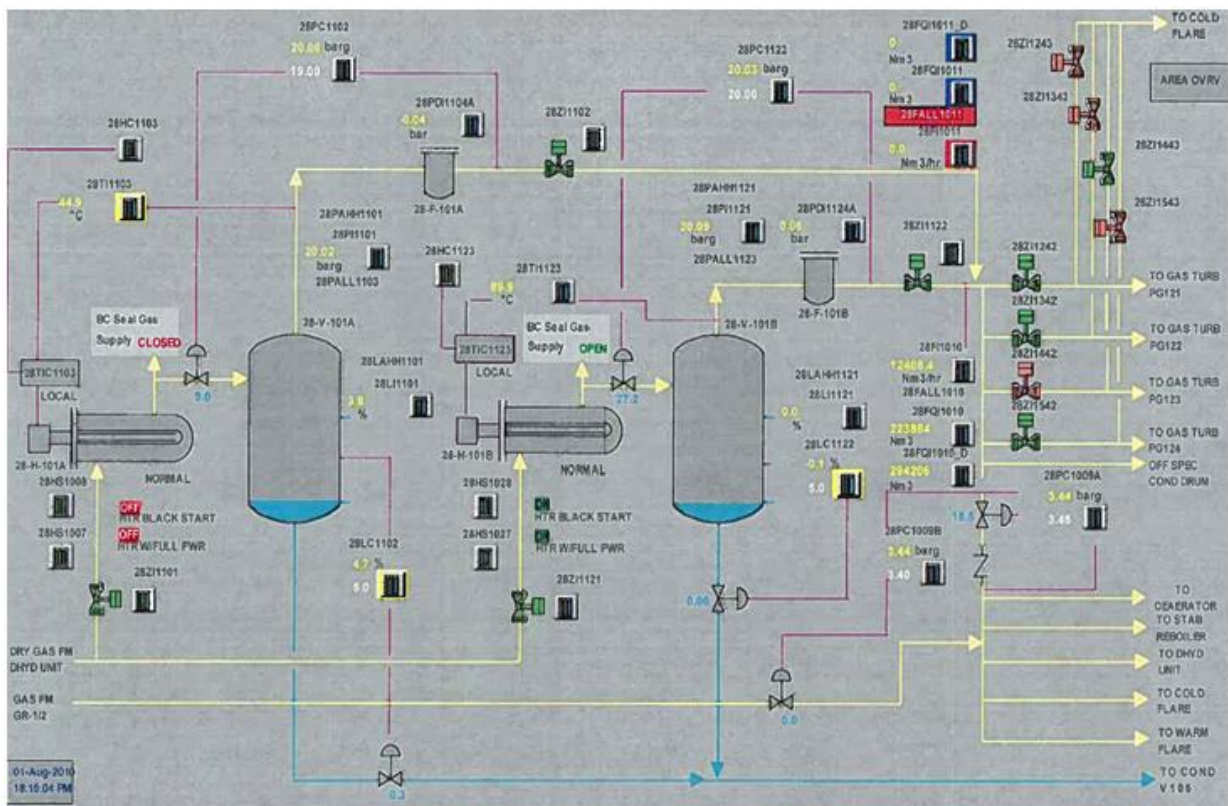 28PC1102
20.00 barg
19.00
28PDI1104A
0.04
bar
28ZI1102
28PC1122
20.03 barg
20.00
28FQI1011_D
0
Nm3
28FQI1011
0
Nm3
28FALL1011
28FI1011
0.0
Nm3/hr
28ZI1243
28ZI1343
28ZI1443
28ZI1543
TO COLD
FLARE
AREA OVRV
28HC1103
28TI1103
44.9
°C
28-F-101A
28PAHH1101
28PI1101
20.02
barg
28PALL1103
28HC1123
28TI1123
89.9
°C
28PAHH1121
28PI1121
20.09
barg
28PALL1123
28PDI1124A
0.06
bar
28-F-101B
28ZI1122
28ZI1242
TO GAS TURB
PG121
28ZI1342
TO GAS TURB
PG122
28ZI1442
TO GAS TURB
PG123
28ZI1542
TO GAS TURB
PG124
OFF SPEC
COND DRUM
BC Seal Gas
Supply CLOSED
28-V-101A
28TIC1103
LOCAL
0.0
28LAHH1101
28LI1101
3.8
%
28-H-101A
NORMAL
28HS1008
OFF
HTR BLACK START
28HS1007
OFF
HTR W/FULL PWR
28ZI1101
28LC1102
4.7 %
5.0
BC Seal Gas
Supply OPEN
28-V-101B
28TIC1123
LOCAL
27.2
28LAHH1121
28LI1121
0.0
%
28LC1122
-0.1 %
5.0
28-H-101B
NORMAL
28HS1028
ON
HTR BLACK START
28HS1027
ON
HTR W/FULL PWR
28ZI1121
0.00
28FI1010
12408.4
Nm3/hr
28FALL1010
28FQI1010
223884
Nm3
28FQI1010_D
294206
Nm3
28PC1009A
3.44 barg
3.45
18.5
28PC1009B
3.44 barg
3.40
TO
DEAERATOR
TO STAB
REBOILER
TO DHYD
UNIT
TO COLD
FLARE
TO WARM
FLARE
DRY GAS FM
DHYD UNIT
GAS FM
GR-1/2
0.0
0.3
TO COND
V 105
01-Aug-2010
18:15:04 PM